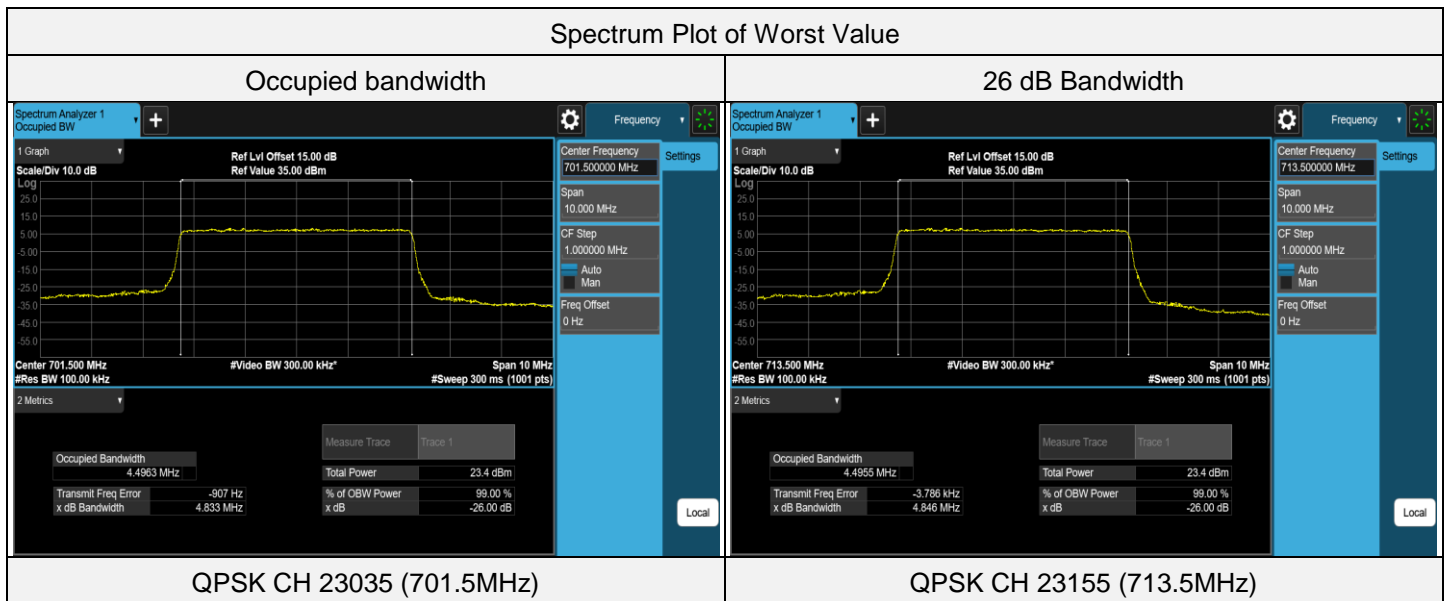 Spectrum Plot of Worst Value
Occupied bandwidth
26 dB Bandwidth
Spectrum Analyzer 1
Occupied BW
+
Frequency
1 Graph
Scale/Div 10.0 dB
Ref Lvl Offset 15.00 dB
Ref Value 35.00 dBm
Log
25.0
15.0
5.00
-5.00
-15.0
-25.0
-35.0
-45.0
-55.0
Center 701.500 MHz
#Res BW 100.00 kHz
#Video BW 300.00 kHz*
Span 10 MHz
#Sweep 300 ms (1001 pts)
Center Frequency
701.500000 MHz
Settings
Span
10.000 MHz
CF Step
1.000000 MHz
Auto
Man
Freq Offset
0 Hz
Local
2 Metrics
Measure Trace Trace 1
Occupied Bandwidth
4.4963 MHz
Total Power 23.4 dBm
Transmit Freq Error -907 Hz
% of OBW Power 99.00 %
x dB Bandwidth 4.833 MHz
x dB -26.00 dB
Spectrum Analyzer 1
Occupied BW
+
Frequency
1 Graph
Scale/Div 10.0 dB
Ref Lvl Offset 15.00 dB
Ref Value 35.00 dBm
Log
25.0
15.0
5.00
-5.00
-15.0
-25.0
-35.0
-45.0
-55.0
Center 713.500 MHz
#Res BW 100.00 kHz
#Video BW 300.00 kHz*
Span 10 MHz
#Sweep 300 ms (1001 pts)
Center Frequency
713.500000 MHz
Settings
Span
10.000 MHz
CF Step
1.000000 MHz
Auto
Man
Freq Offset
0 Hz
Local
2 Metrics
Measure Trace Trace 1
Occupied Bandwidth
4.4955 MHz
Total Power 23.4 dBm
Transmit Freq Error -3.786 kHz
% of OBW Power 99.00 %
x dB Bandwidth 4.846 MHz
x dB -26.00 dB
QPSK CH 23035 (701.5MHz)
QPSK CH 23155 (713.5MHz)